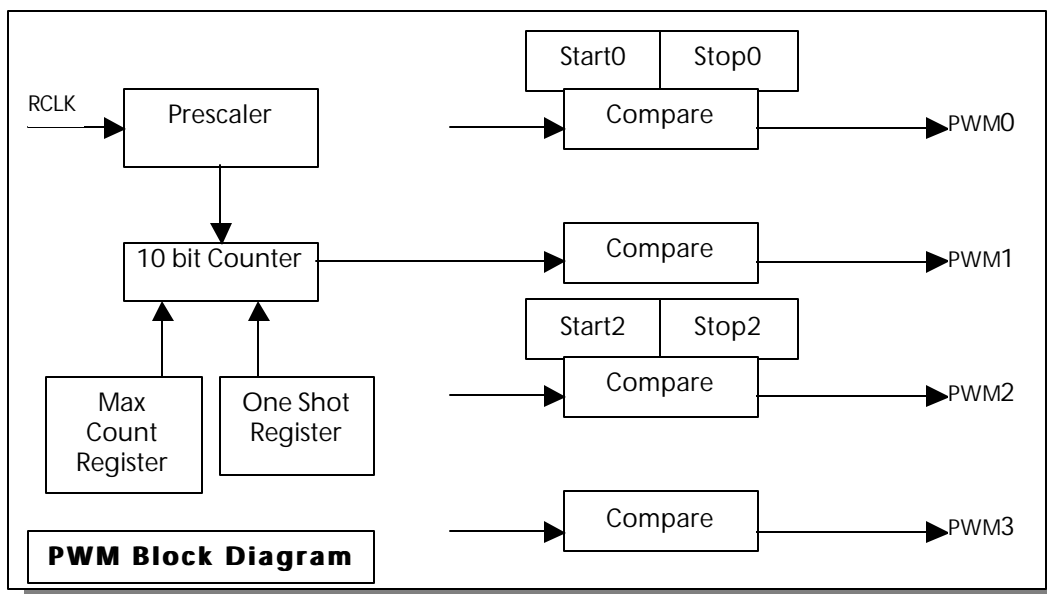 Start0 Stop0
RCLK
Prescaler
Compare
PWM0
10 bit Counter
Compare
PWM1
Start2 Stop2
Max
Count
Register
One Shot
Register
Compare
PWM2
Compare
PWM3
PWM Block Diagram